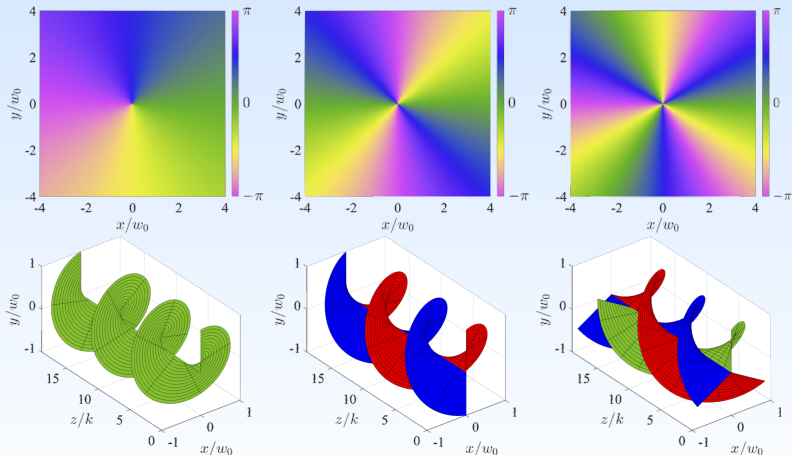 4 π 4 π 4 π
2 2 2
y/w₀ 0 0 y/w₀ 0 0 y/w₀ 0 0
-2 -2 -2
-4 -2 0 2 4 −π -4 -2 0 2 4 −π -4 -2 0 2 4 −π
-4 -4 -4
x/w₀ x/w₀ x/w₀
1 1 1
y/w₀ 0 y/w₀ 0 y/w₀ 0
-1 -1 -1
15 15 15
10 1 10 1 10 1
z/k 5 0 z/k 5 0 z/k 5 0
0 -1 x/w₀ 0 -1 x/w₀ 0 -1 x/w₀